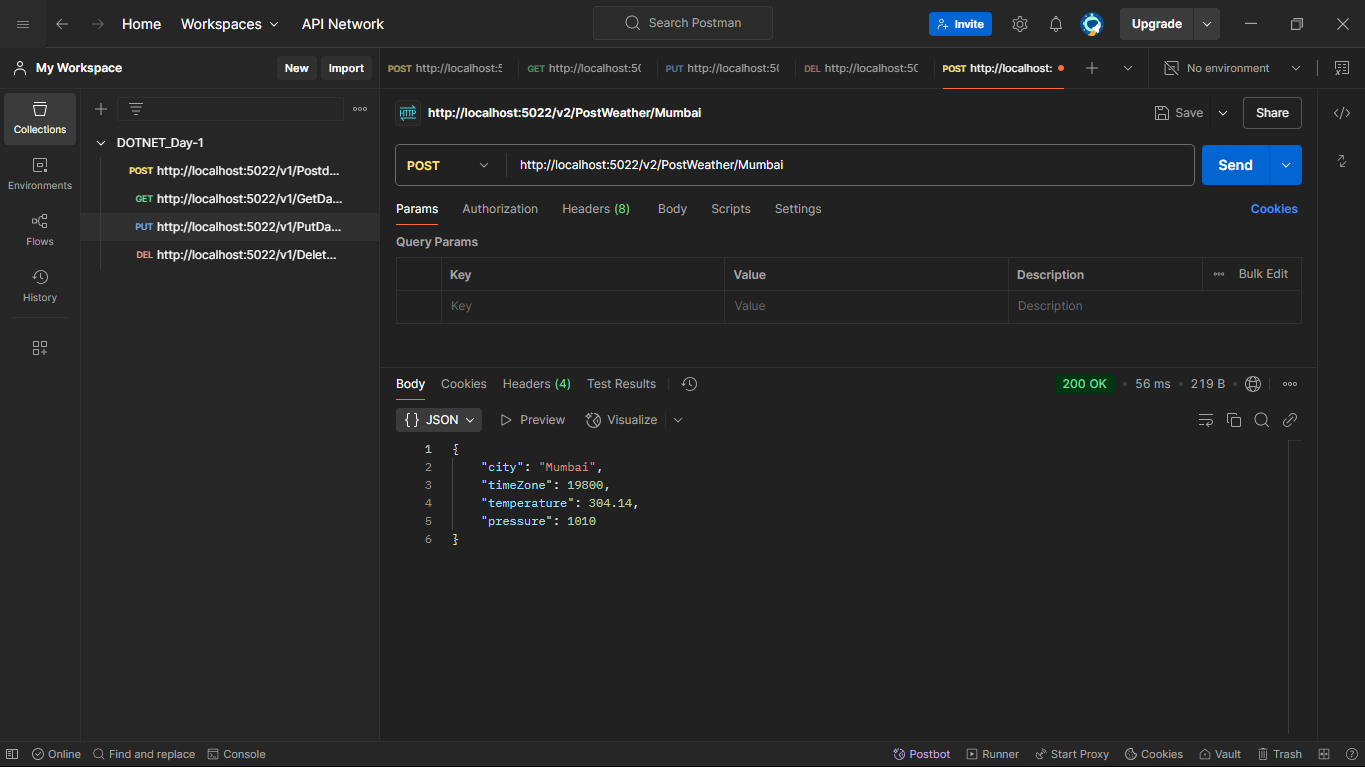 Home Workspaces API Network Search Postman Invite Upgrade
My Workspace New Import POST http://localhost:5 GET http://localhost:50 PUT http://localhost:50 DEL http://localhost:50 POST http://localhost: No environment
Collections
Environments
Flows
History
DOTNET_Day-1
POST http://localhost:5022/v1/Postd...
GET http://localhost:5022/v1/GetDa...
PUT http://localhost:5022/v1/PutDa...
DEL http://localhost:5022/v1/Delet...
HTTP http://localhost:5022/v2/PostWeather/Mumbai Save Share
POST http://localhost:5022/v2/PostWeather/Mumbai Send
Params Authorization Headers (8) Body Scripts Settings Cookies
Query Params
Key Value Description Bulk Edit
Key Value Description
Body Cookies Headers (4) Test Results 200 OK 56 ms 219 B
{} JSON Preview Visualize
1 {
2 "city": "Mumbai",
3 "timeZone": 19800,
4 "temperature": 304.14,
5 "pressure": 1010
6 }
Online Find and replace Console Postbot Runner Start Proxy Cookies Vault Trash